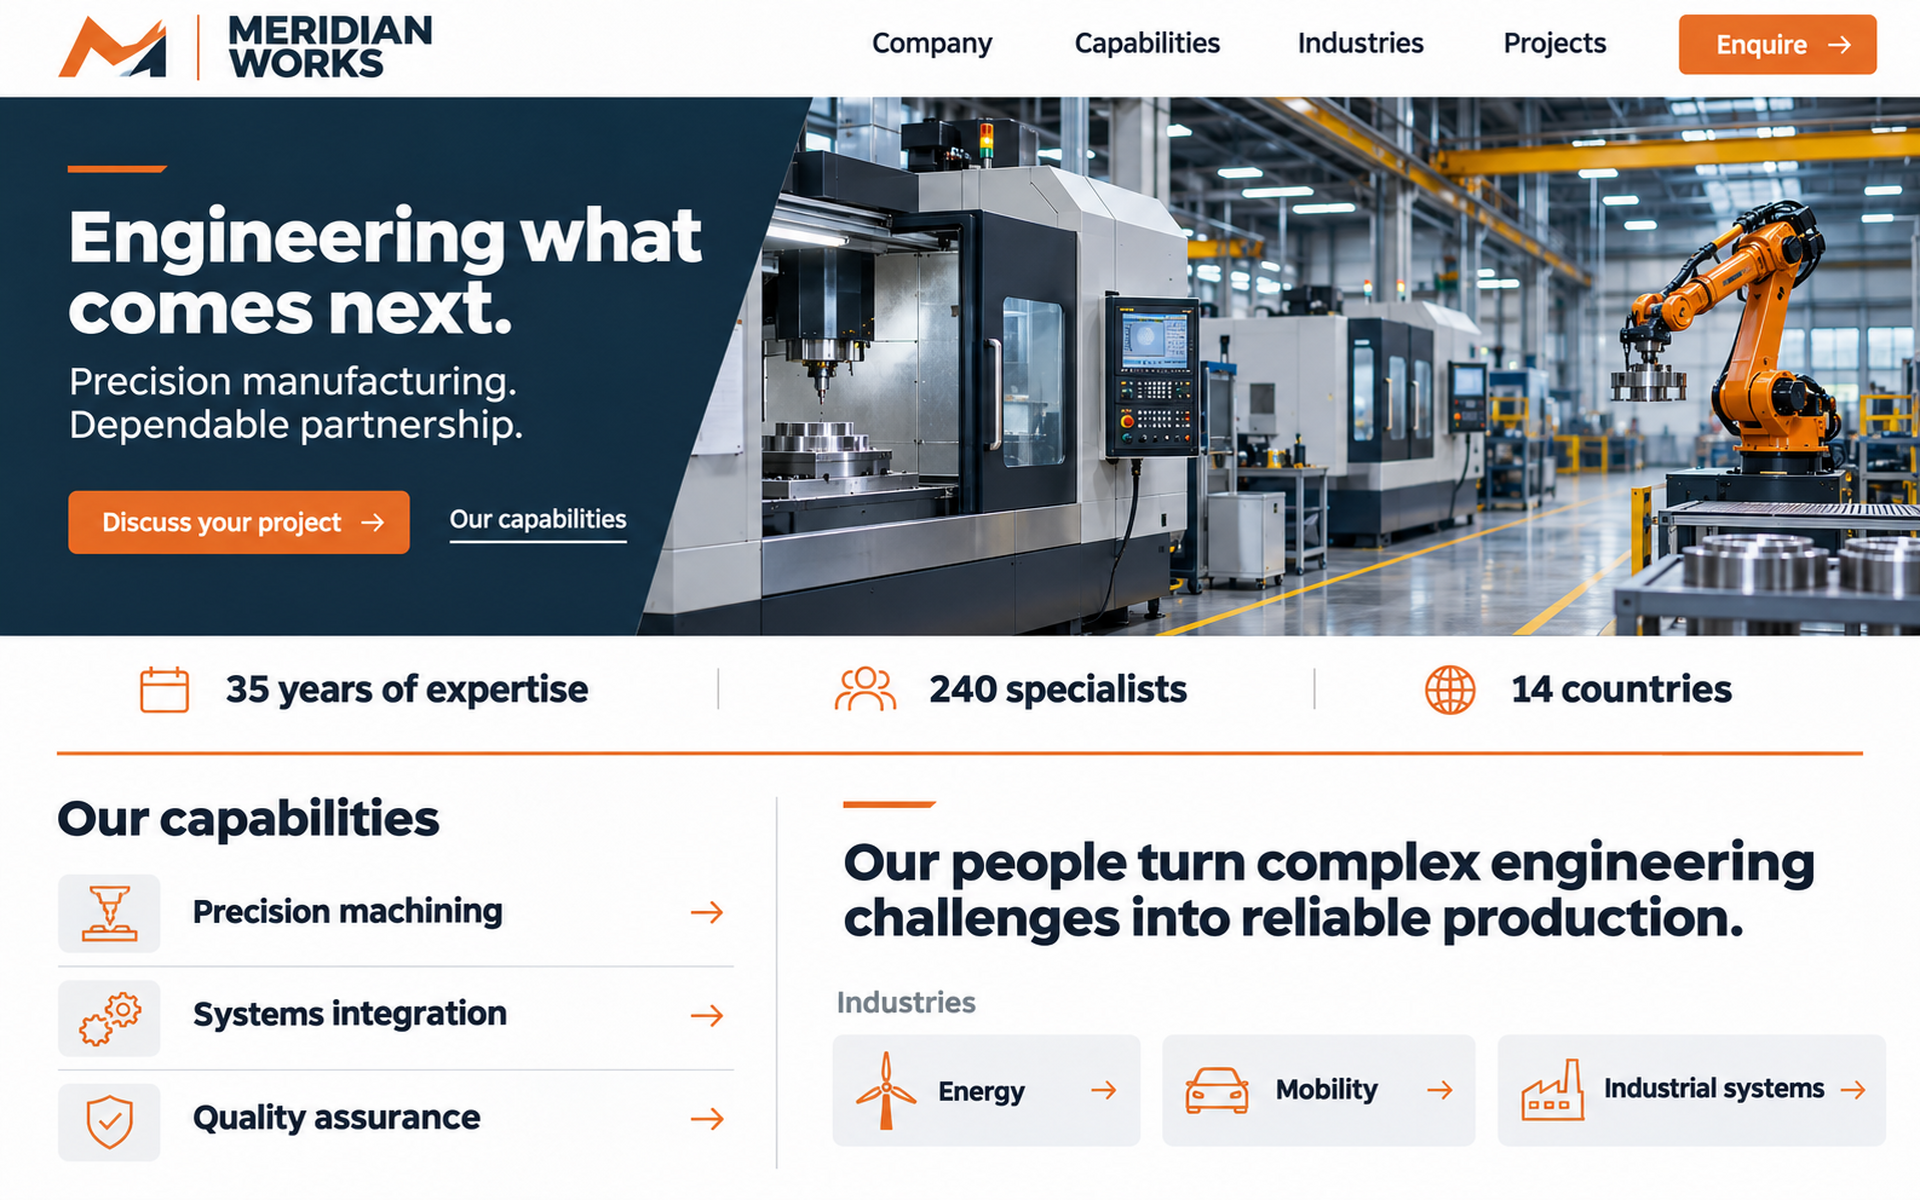 MERIDIAN
WORKS
Company
Capabilities
Industries
Projects
Enquire
Engineering what
comes next.
Precision manufacturing.
Dependable partnership.
Discuss your project
Our capabilities
35 years of expertise
240 specialists
14 countries
Our capabilities
Precision machining
Systems integration
Quality assurance
Our people turn complex engineering
challenges into reliable production.
Industries
Energy
Mobility
Industrial systems